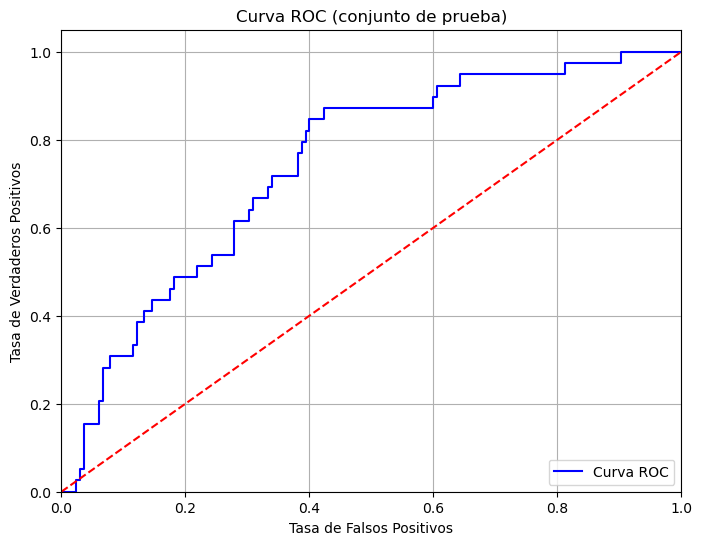 Curva ROC (conjunto de prueba)
Tasa de Verdaderos Positivos
1.0
0.8
0.6
0.4
0.2
0.0
0.0 0.2 0.4 0.6 0.8 1.0
Curva ROC
Tasa de Falsos Positivos